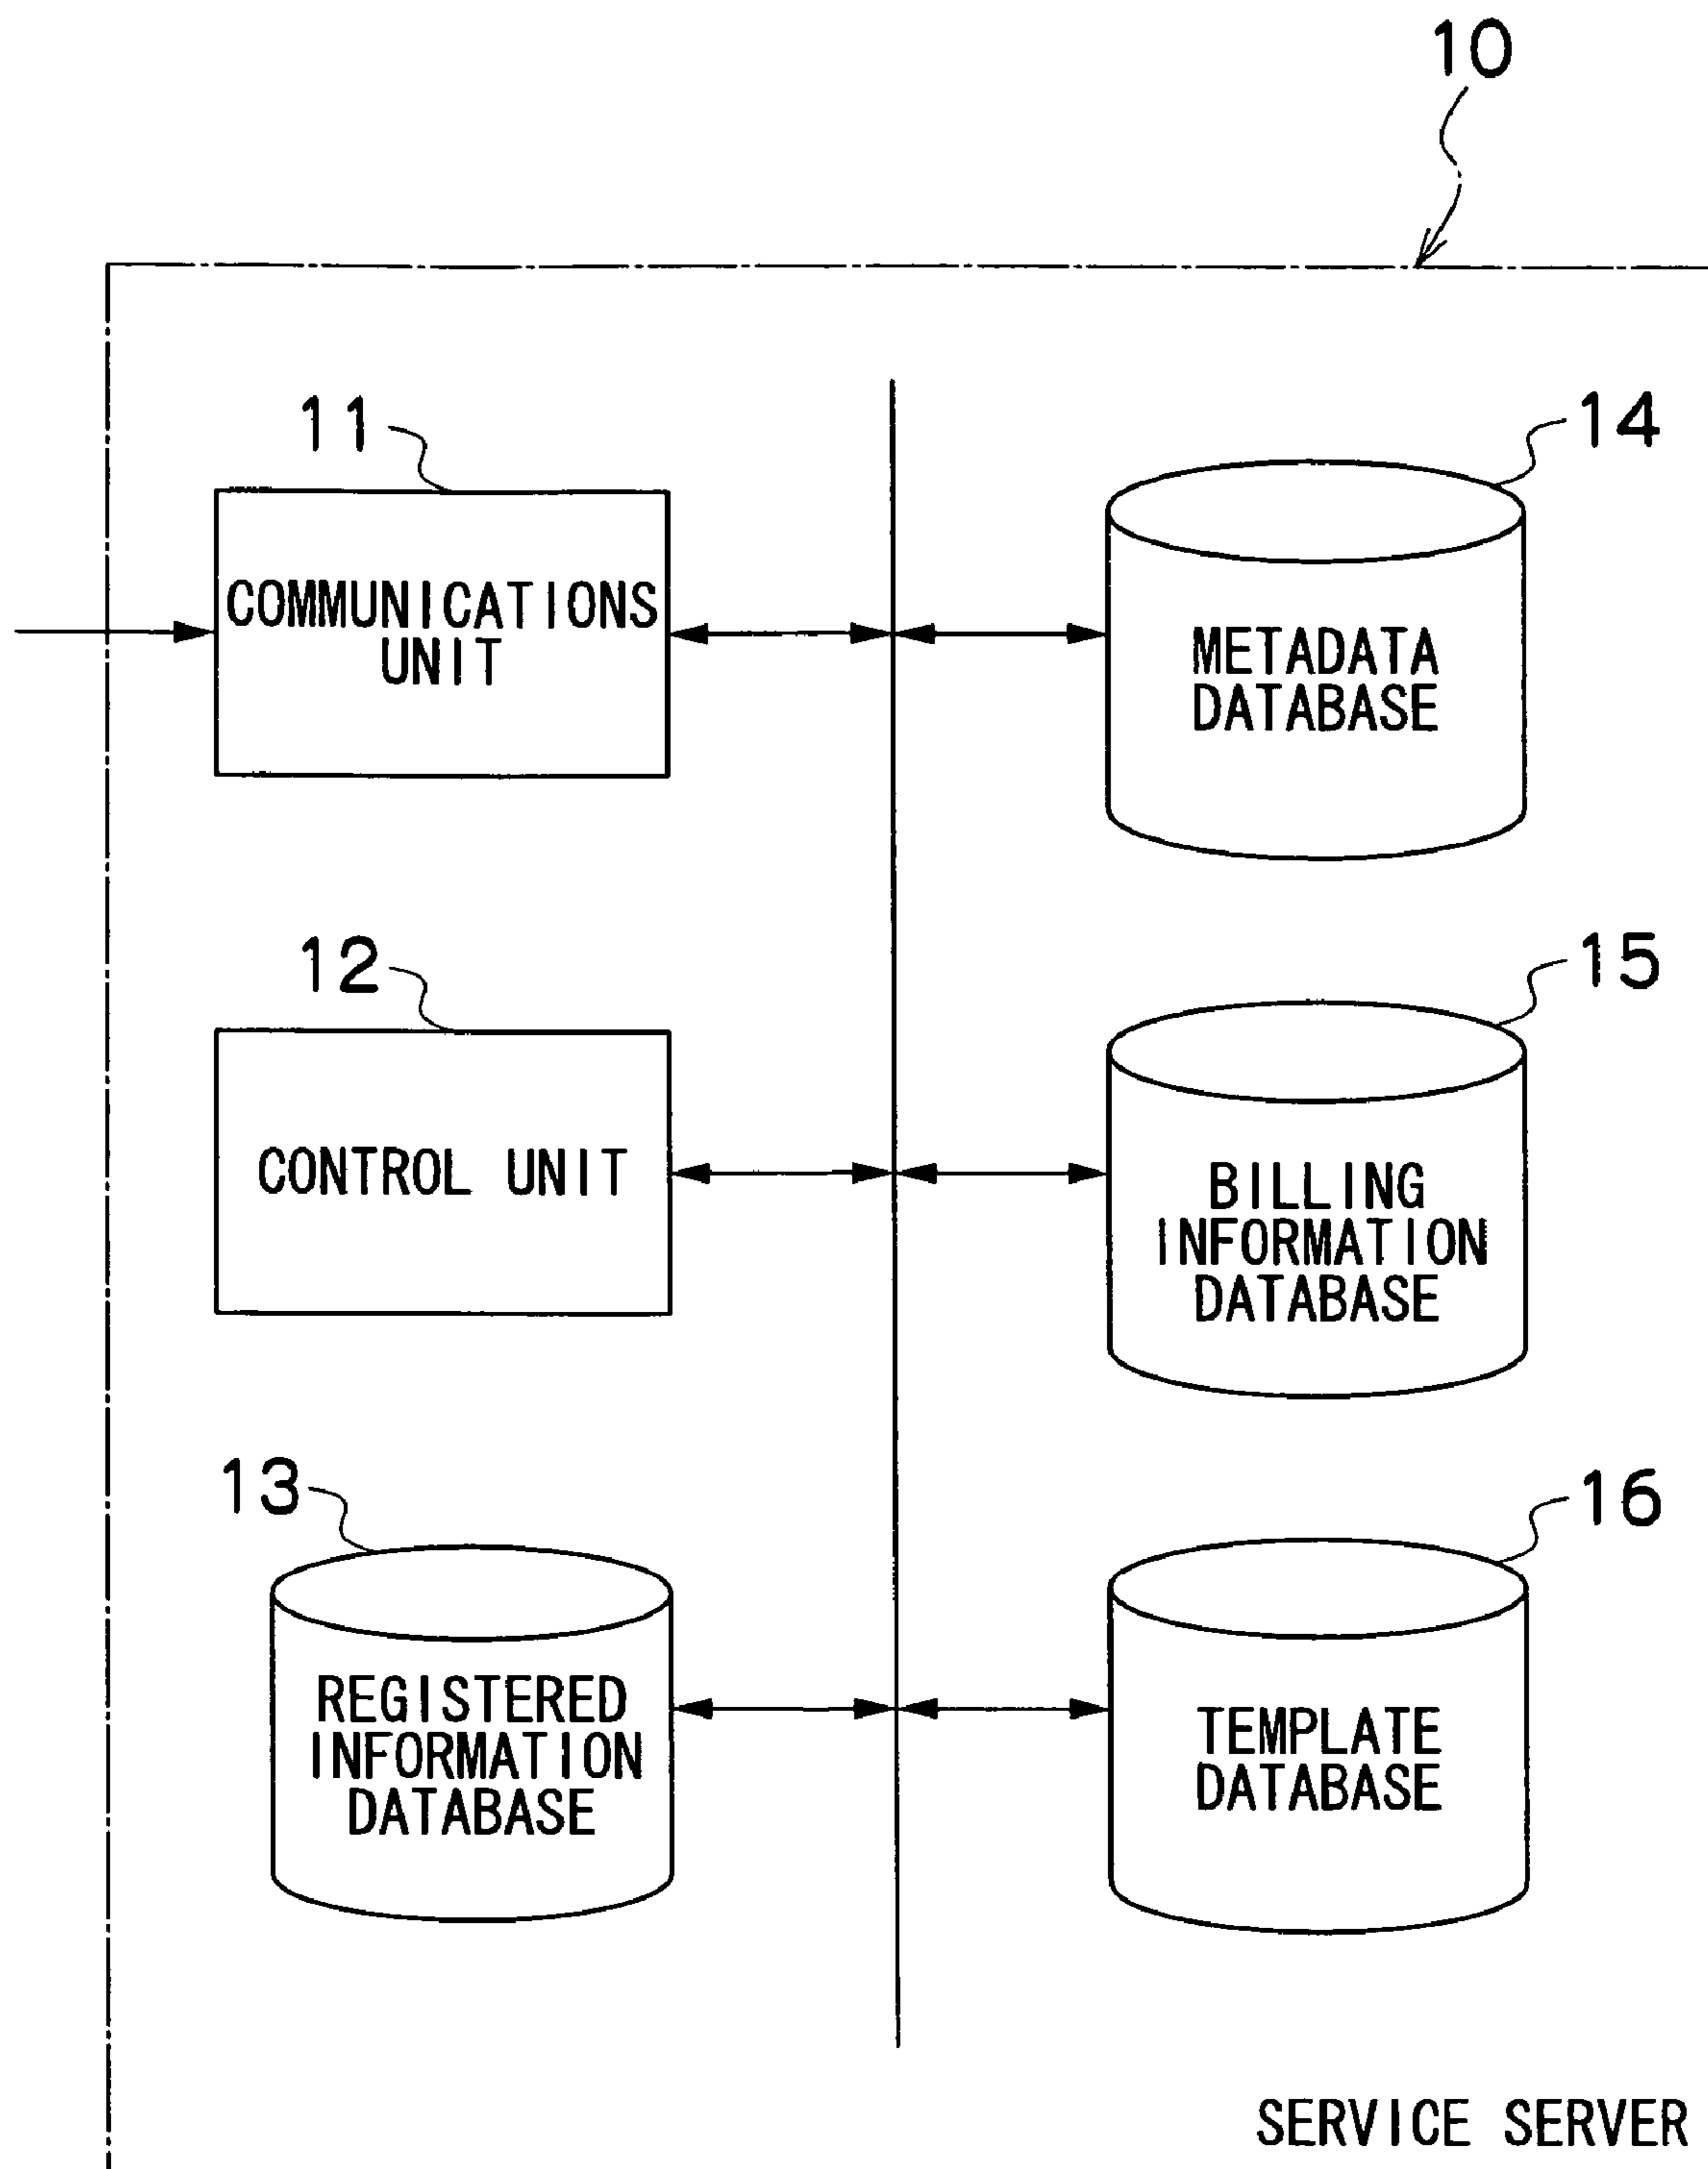 10
11
COMMUNICATIONS
UNIT
14
METADATA
DATABASE
12
CONTROL UNIT
15
BILLING
INFORMATION
DATABASE
13
REGISTERED
INFORMATION
DATABASE
16
TEMPLATE
DATABASE
SERVICE SERVER